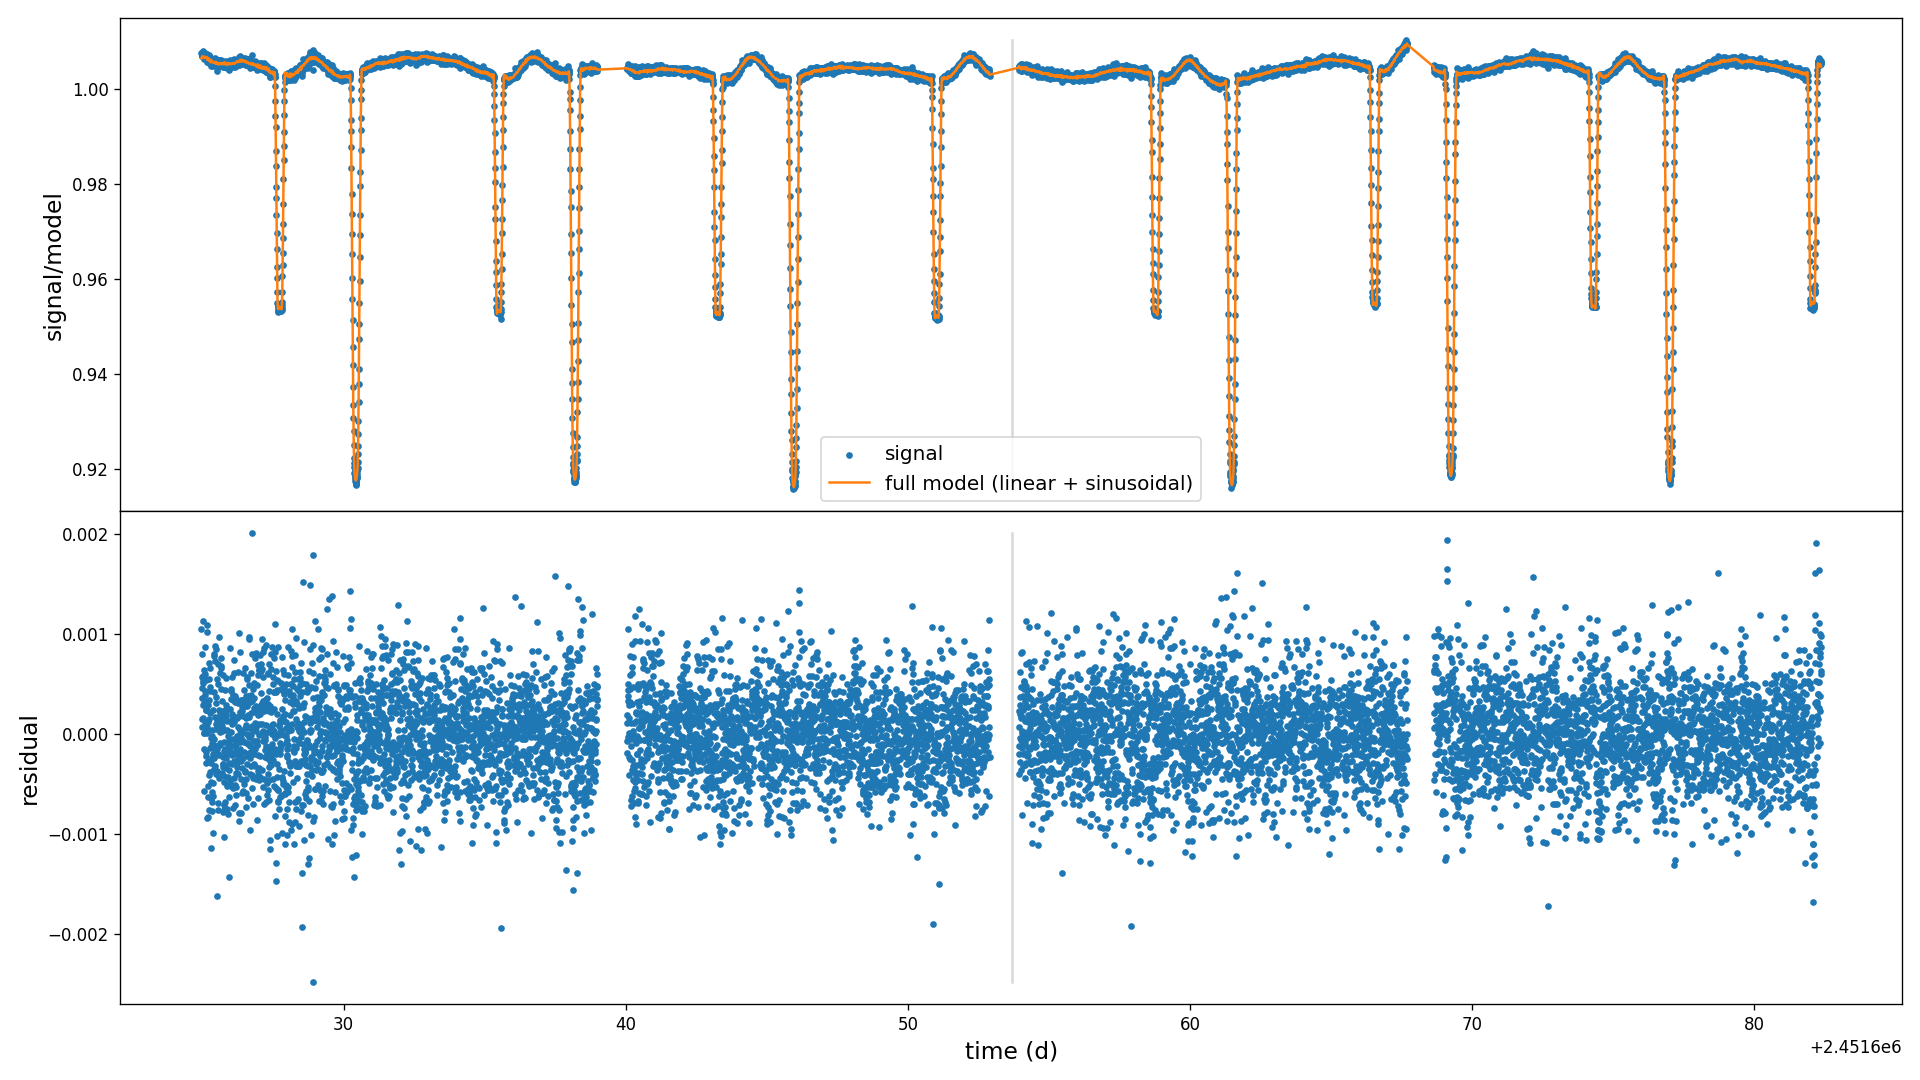 1.00
0.98
0.96
0.94
0.92
signal/model
signal
full model (linear + sinusoidal)
0.002
0.001
0.000
−0.001
−0.002
residual
30
40
50
60
70
80
time (d)
+2.4516e6